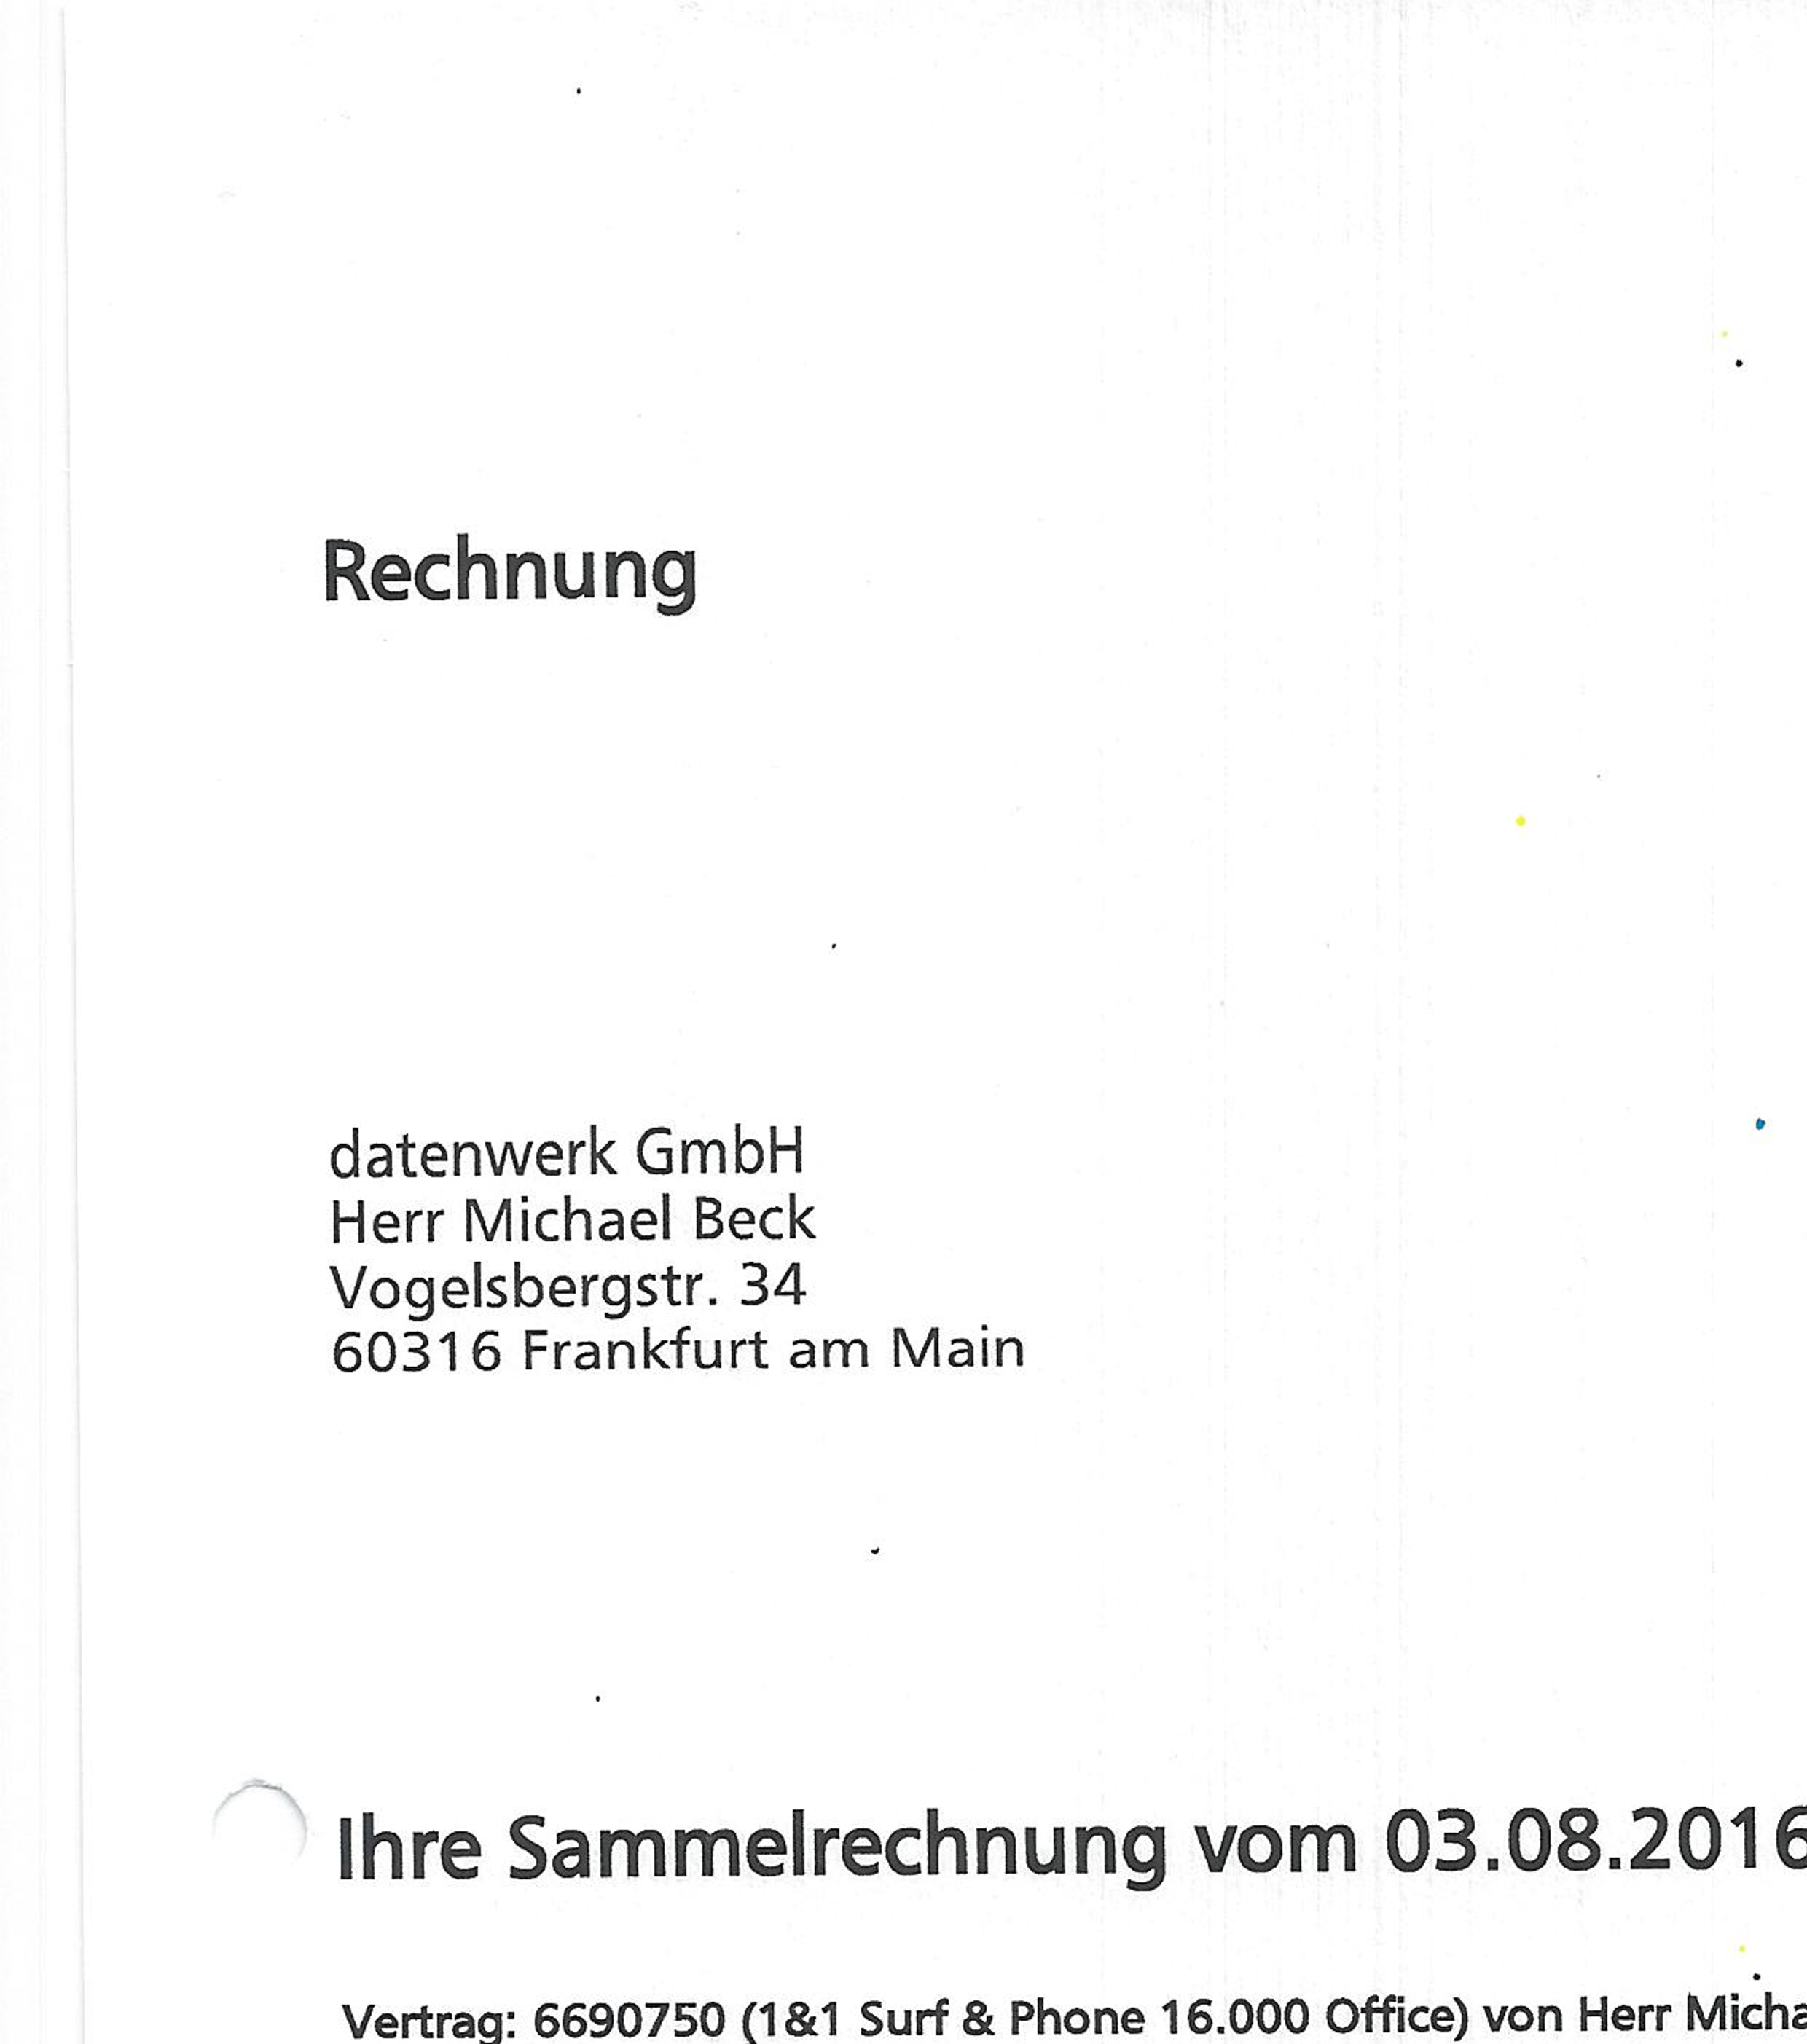 Rechnung
datenwerk GmbH
Herr Michael Beck
Vogelsbergstr. 34
60316 Frankfurt am Main
Ihre Sammelrechnung vom 03.08.2016
Vertrag: 6690750 (1&1 Surf & Phone 16.000 Office) von Herr Micha